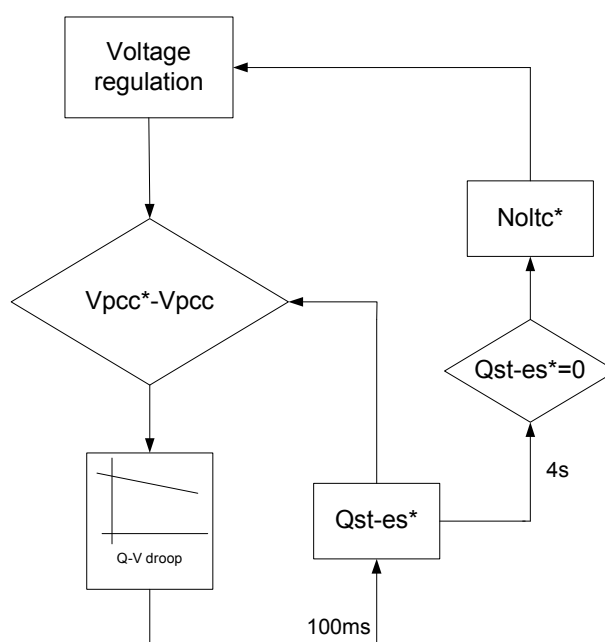 Voltage
regulation
Noltc*
Vpcc*-Vpcc
Qst-es*=0
4s
Qst-es*
Q-V droop
100ms